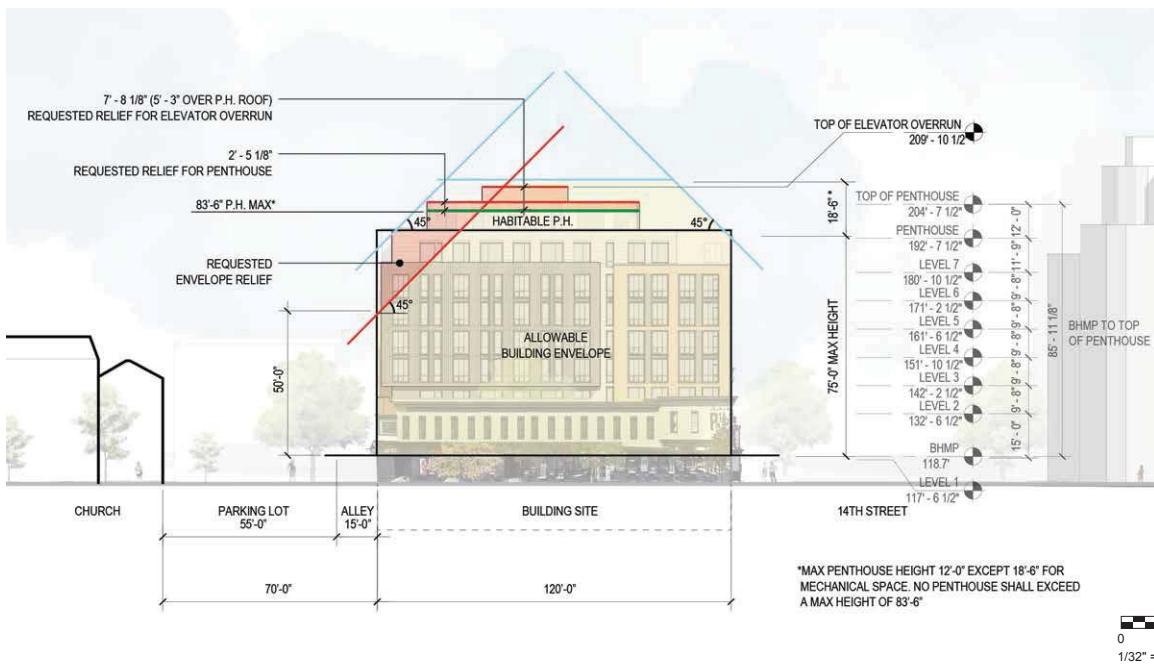 7' - 8 1/8" (5' - 3" OVER P.H. ROOF)
REQUESTED RELIEF FOR ELEVATOR OVERRUN
2' - 5 1/8"
REQUESTED RELIEF FOR PENTHOUSE
83'-6" P.H. MAX*
45°
HABITABLE P.H.
45°
REQUESTED
ENVELOPE RELIEF
45°
50'-0"
ALLOWABLE
BUILDING ENVELOPE
TOP OF ELEVATOR OVERRUN
209' - 10 1/2"
18'-6" *
75'-0" MAX HEIGHT
TOP OF PENTHOUSE
204' - 7 1/2"
PENTHOUSE
192' - 7 1/2"
LEVEL 7
180' - 10 1/2"
LEVEL 6
171' - 2 1/2"
LEVEL 5
161' - 6 1/2"
LEVEL 4
151' - 10 1/2"
LEVEL 3
142' - 2 1/2"
LEVEL 2
132' - 6 1/2"
BHMP
118.7'
LEVEL 1
117' - 6 1/2"
12' - 0"
11' - 9"
9' - 8"
9' - 8"
9' - 8"
9' - 8"
9' - 8"
15' - 0"
85' - 11 1/8"
BHMP TO TOP
OF PENTHOUSE
CHURCH
PARKING LOT
55'-0"
ALLEY
15'-0"
BUILDING SITE
14TH STREET
70'-0"
120'-0"
*MAX PENTHOUSE HEIGHT 12'-0" EXCEPT 18'-6" FOR
MECHANICAL SPACE. NO PENTHOUSE SHALL EXCEED
A MAX HEIGHT OF 83'-6"
0
1/32" =